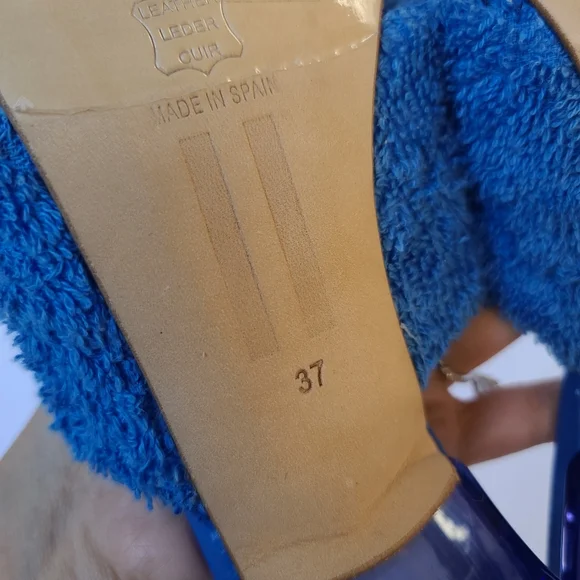 LEATHER
LEDER
CUIR
MADE IN SPAIN
37